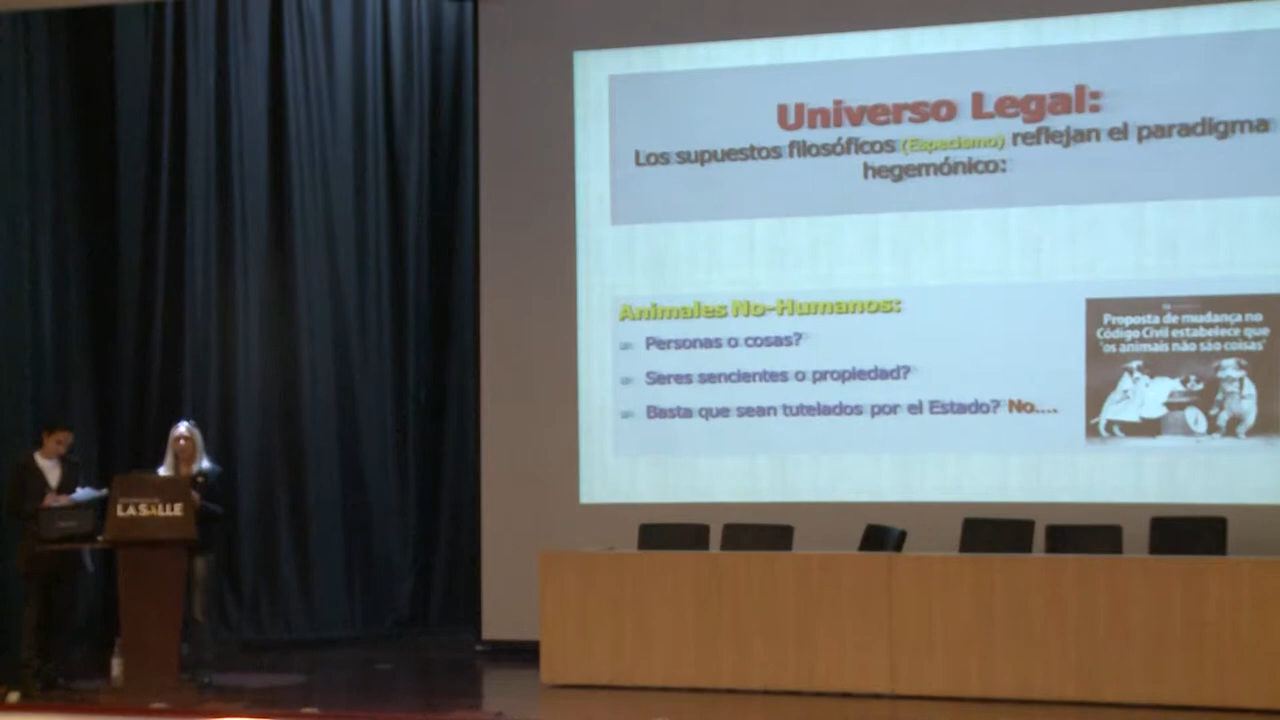 Universo Legal:
Los supuestos filosóficos (Especismo) reflejan el paradigma
hegemónico:
Animales No-Humanos:
Personas o cosas?
Seres sencientes o propiedad?
Basta que sean tutelados por el Estado? No....
Proposta de mudança no
Código Civil estabelece que
'os animais não são coisas'
LA SALLE